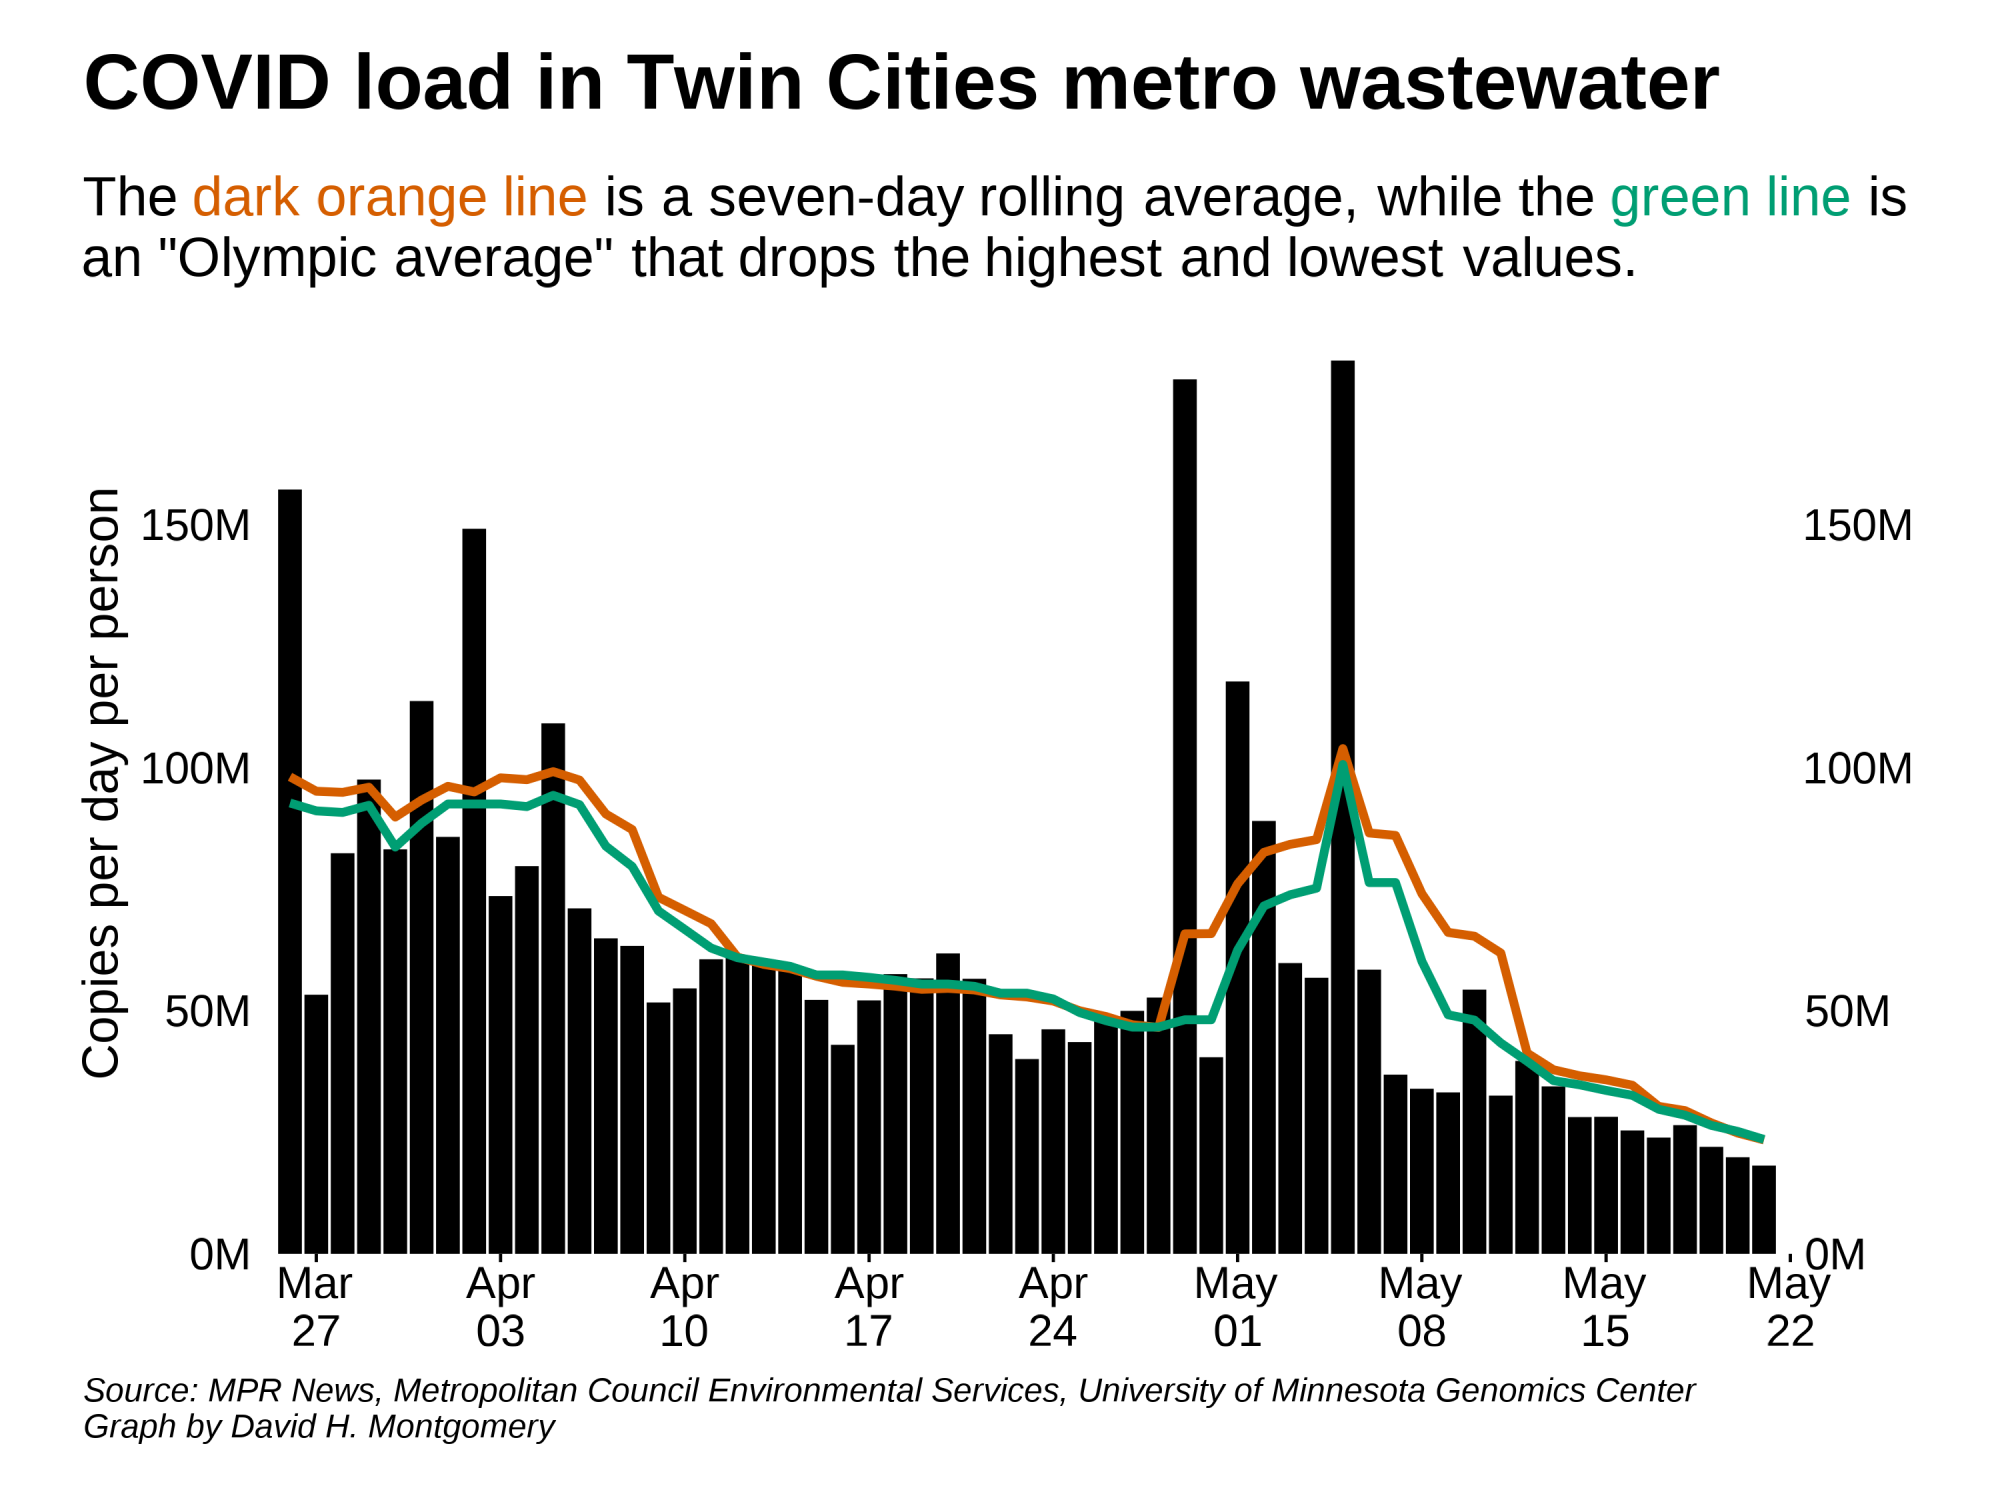 COVID load in Twin Cities metro wastewater
The dark orange line is a seven-day rolling average, while the green line is
an "Olympic average" that drops the highest and lowest values.
Copies per day per person
150M
100M
50M
0M
150M
100M
50M
0M
Mar
27
Apr
03
Apr
10
Apr
17
Apr
24
May
01
May
08
May
15
May
22
Source: MPR News, Metropolitan Council Environmental Services, University of Minnesota Genomics Center
Graph by David H. Montgomery